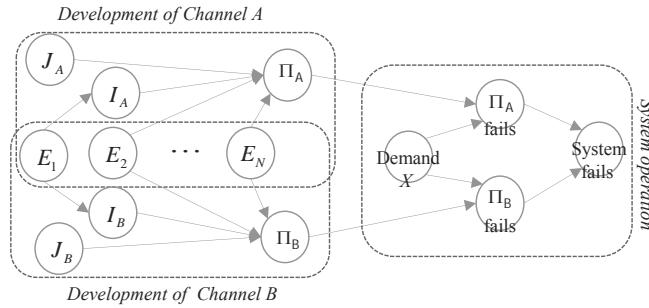 Development of Channel A
J_A
I_A
Π_A
E_1
E_2
...
E_N
I_B
J_B
Π_B
Development of Channel B
Demand
X
Π_A
fails
Π_B
fails
System
fails
System operation